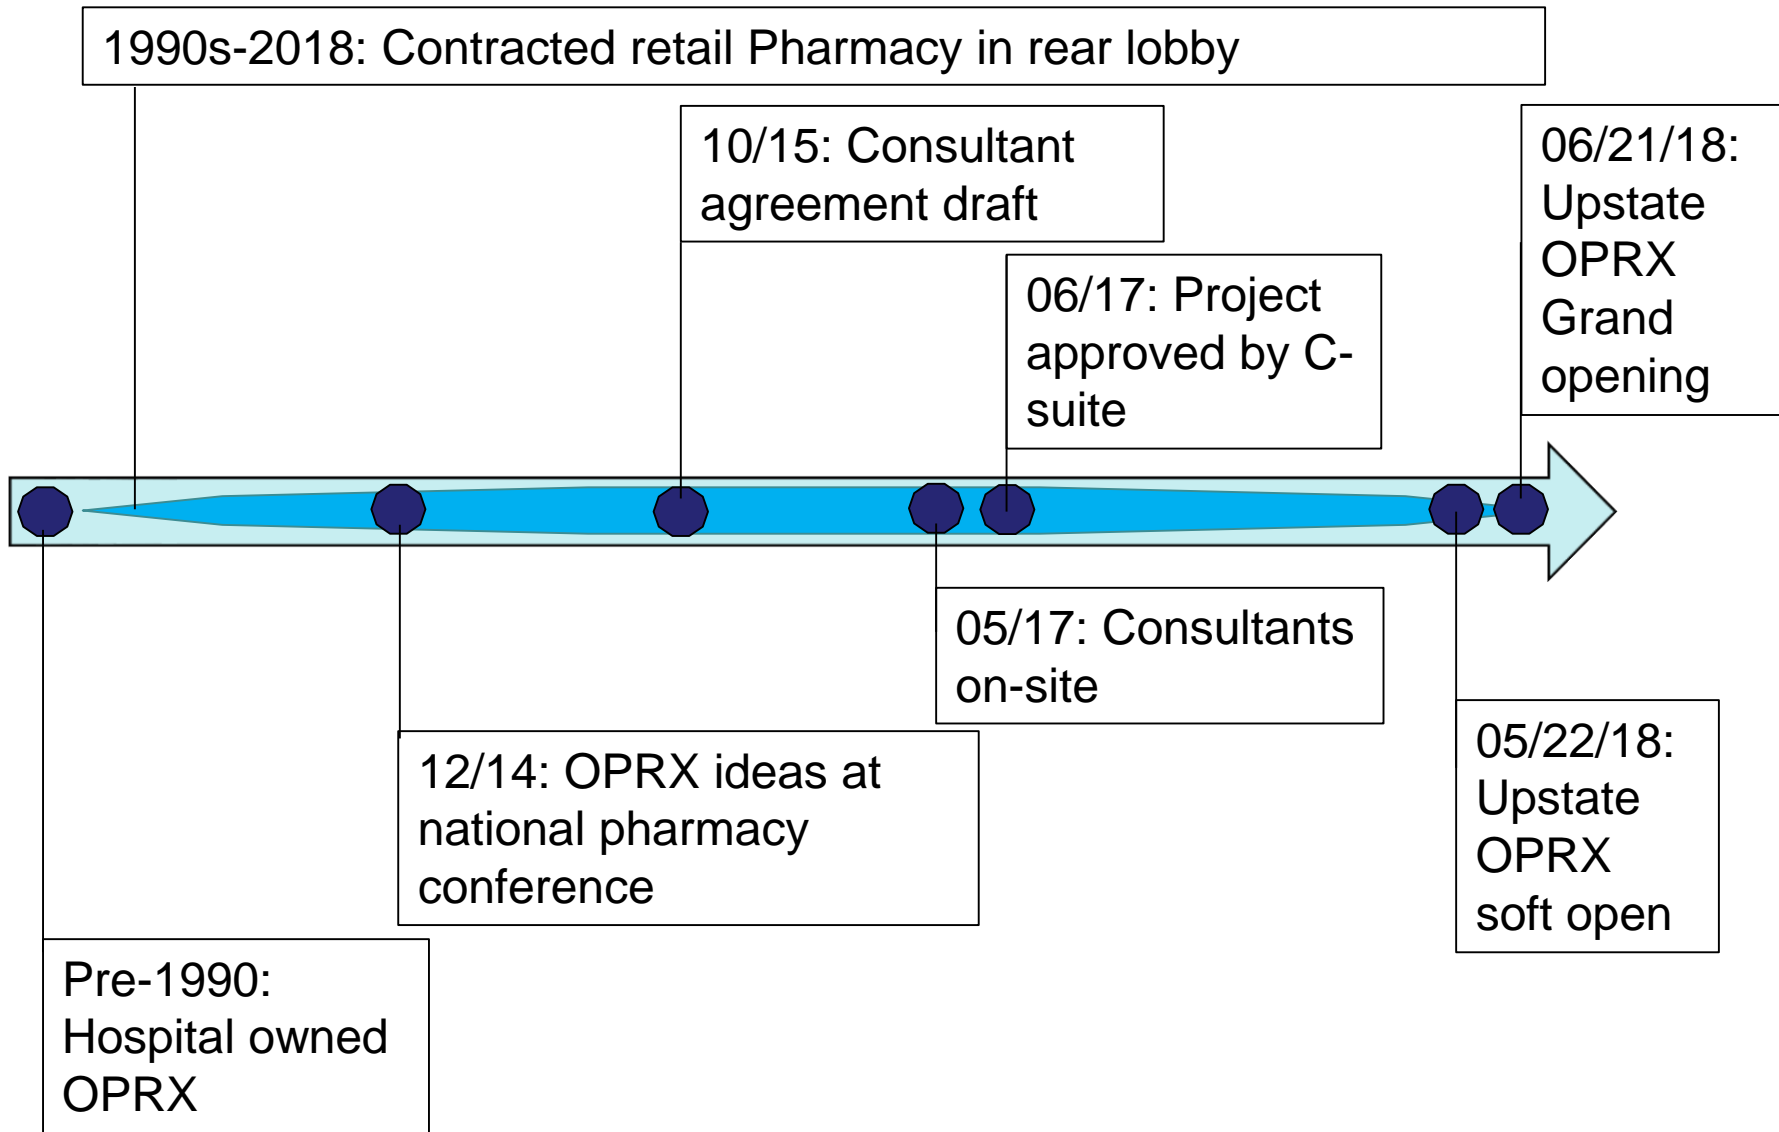 1990s-2018: Contracted retail Pharmacy in rear lobby
10/15: Consultant
agreement draft
06/21/18:
Upstate
OPRX
Grand
opening
06/17: Project
approved by C-
suite
05/17: Consultants
on-site
12/14: OPRX ideas at
national pharmacy
conference
05/22/18:
Upstate
OPRX
soft open
Pre-1990:
Hospital owned
OPRX